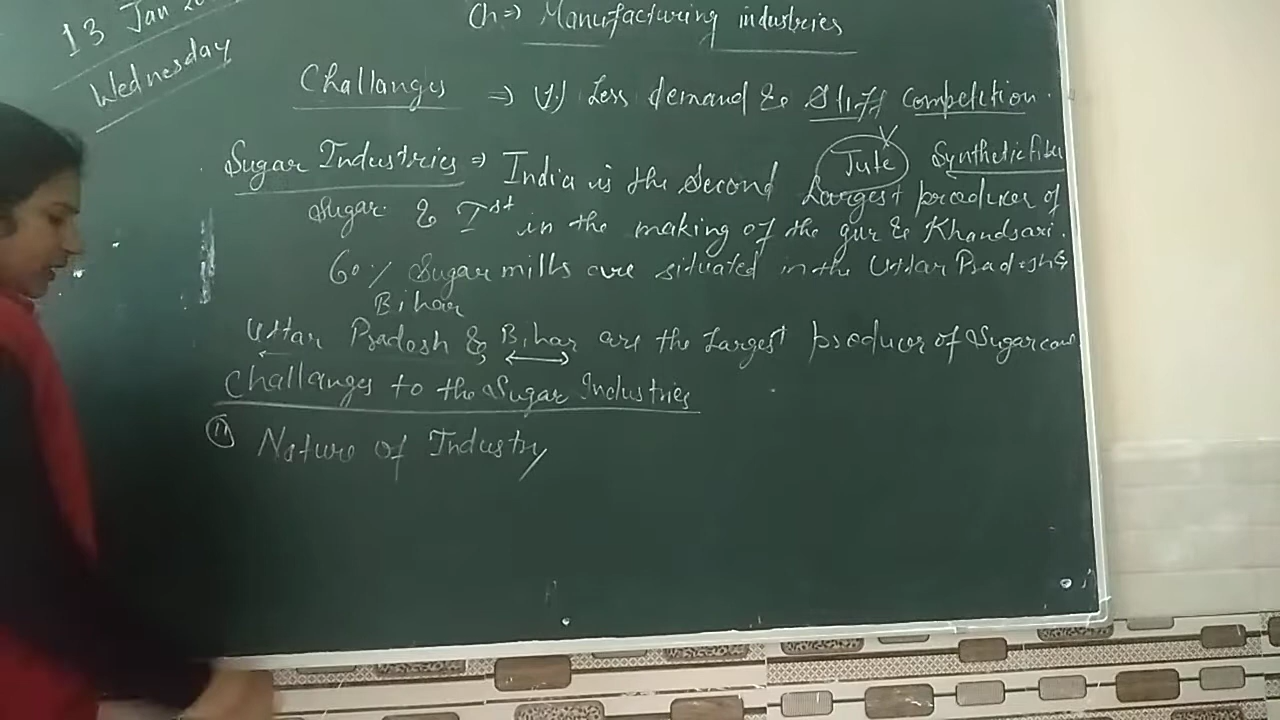 13 Jan
Wednesday
Ch => Manufacturing industries
Challanges => 1.) Less demand & Stiff competition.
Jute Synthetic fiber
Sugar Industries => India is the second Largest producer of
Sugar & Ist in the making of the gur & Khandsari.
60% Sugar mills are situated in the Uttar Pradesh &
Bihar
Uttar Pradesh & Bihar are the Largest producer of Sugarcane
Challanges to the Sugar Industries
Nature of Industry